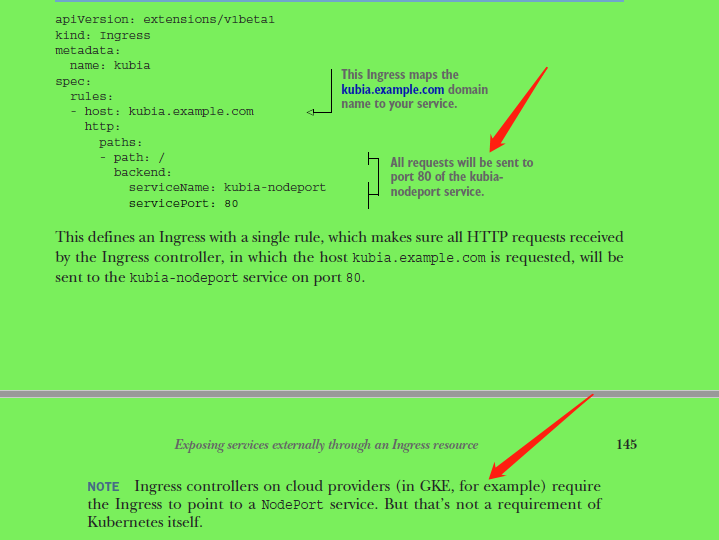 apiVersion: extensions/v1beta1
kind: Ingress
metadata:
  name: kubia
spec:
  rules:
  - host: kubia.example.com
    http:
      paths:
      - path: /
        backend:
          serviceName: kubia-nodeport
          servicePort: 80
This Ingress maps the
kubia.example.com domain
name to your service.
All requests will be sent to
port 80 of the kubia-
nodeport service.
This defines an Ingress with a single rule, which makes sure all HTTP requests received
by the Ingress controller, in which the host kubia.example.com is requested, will be
sent to the kubia-nodeport service on port 80.
Exposing services externally through an Ingress resource 145
NOTE Ingress controllers on cloud providers (in GKE, for example) require
the Ingress to point to a NodePort service. But that's not a requirement of
Kubernetes itself.